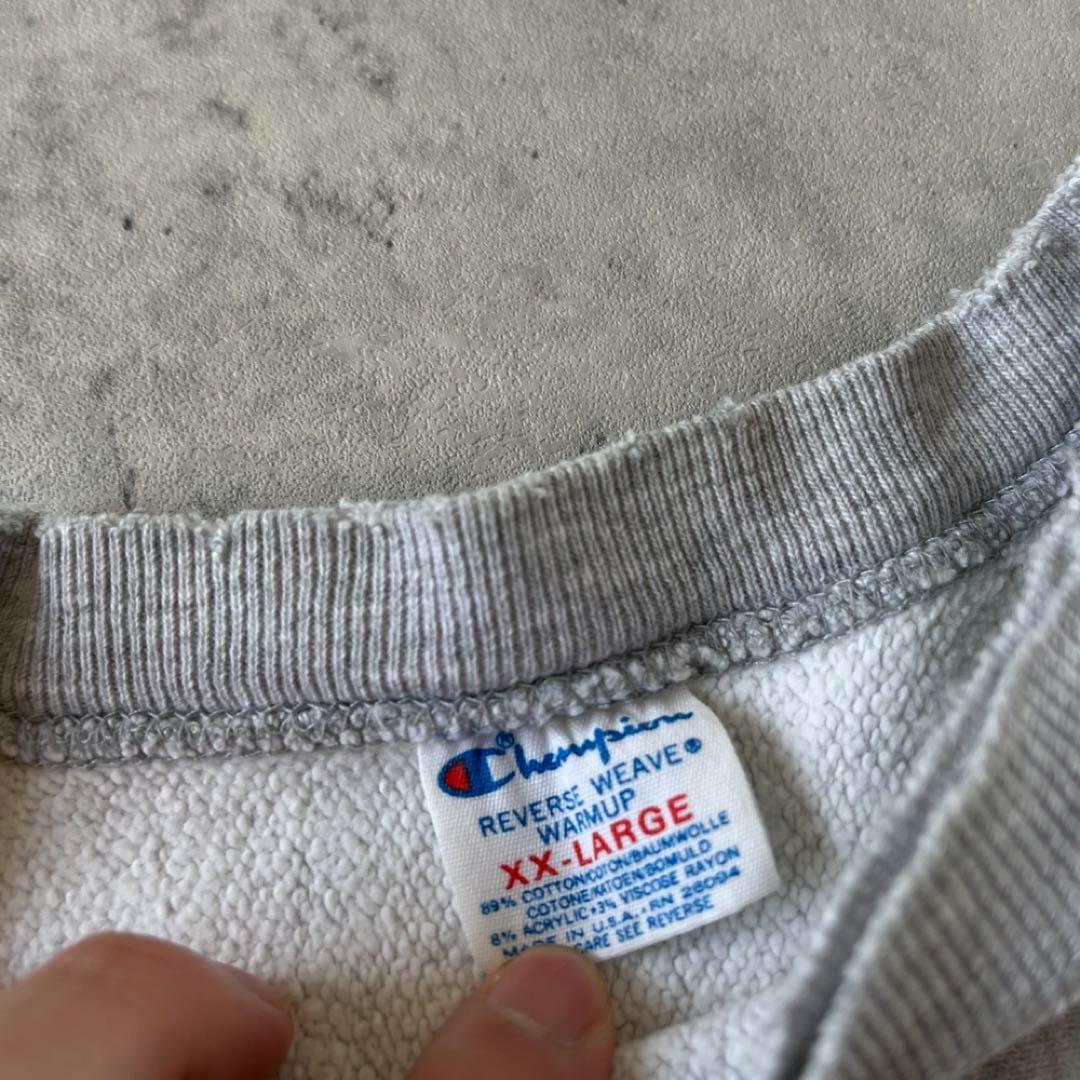 Champion
REVERSE WEAVE®
WARMUP
XX-LARGE
89% COTTON/COTON/BAUMWOLLE
COTONE/KATOEN/BOMULD
8% ACRYLIC•3% VISCOSE RAYON
MADE IN U.S.A., RN 26094
CARE SEE REVERSE